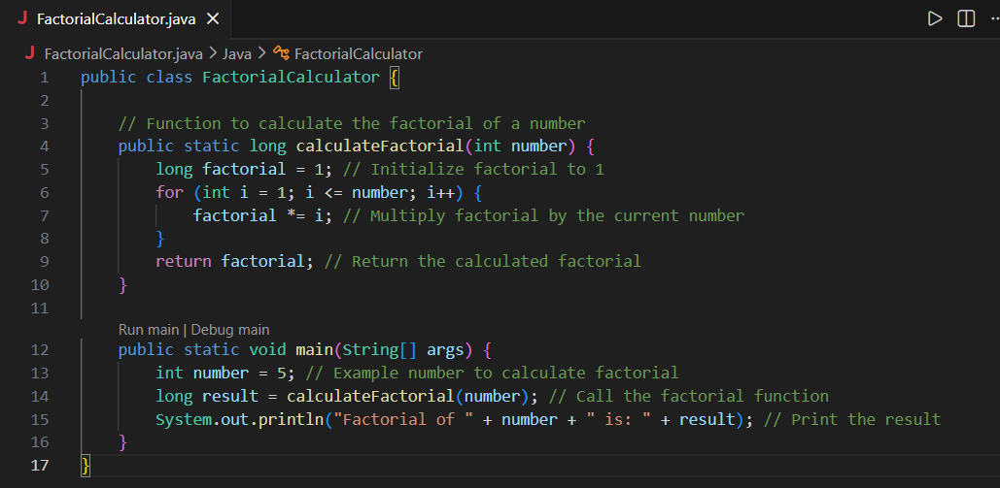 J FactorialCalculator.java ×
J FactorialCalculator.java > Java > FactorialCalculator
1 public class FactorialCalculator {
2
3 // Function to calculate the factorial of a number
4 public static long calculateFactorial(int number) {
5 long factorial = 1; // Initialize factorial to 1
6 for (int i = 1; i <= number; i++) {
7 factorial *= i; // Multiply factorial by the current number
8 }
9 return factorial; // Return the calculated factorial
10 }
11
Run main | Debug main
12 public static void main(String[] args) {
13 int number = 5; // Example number to calculate factorial
14 long result = calculateFactorial(number); // Call the factorial function
15 System.out.println("Factorial of " + number + " is: " + result); // Print the result
16 }
17 }